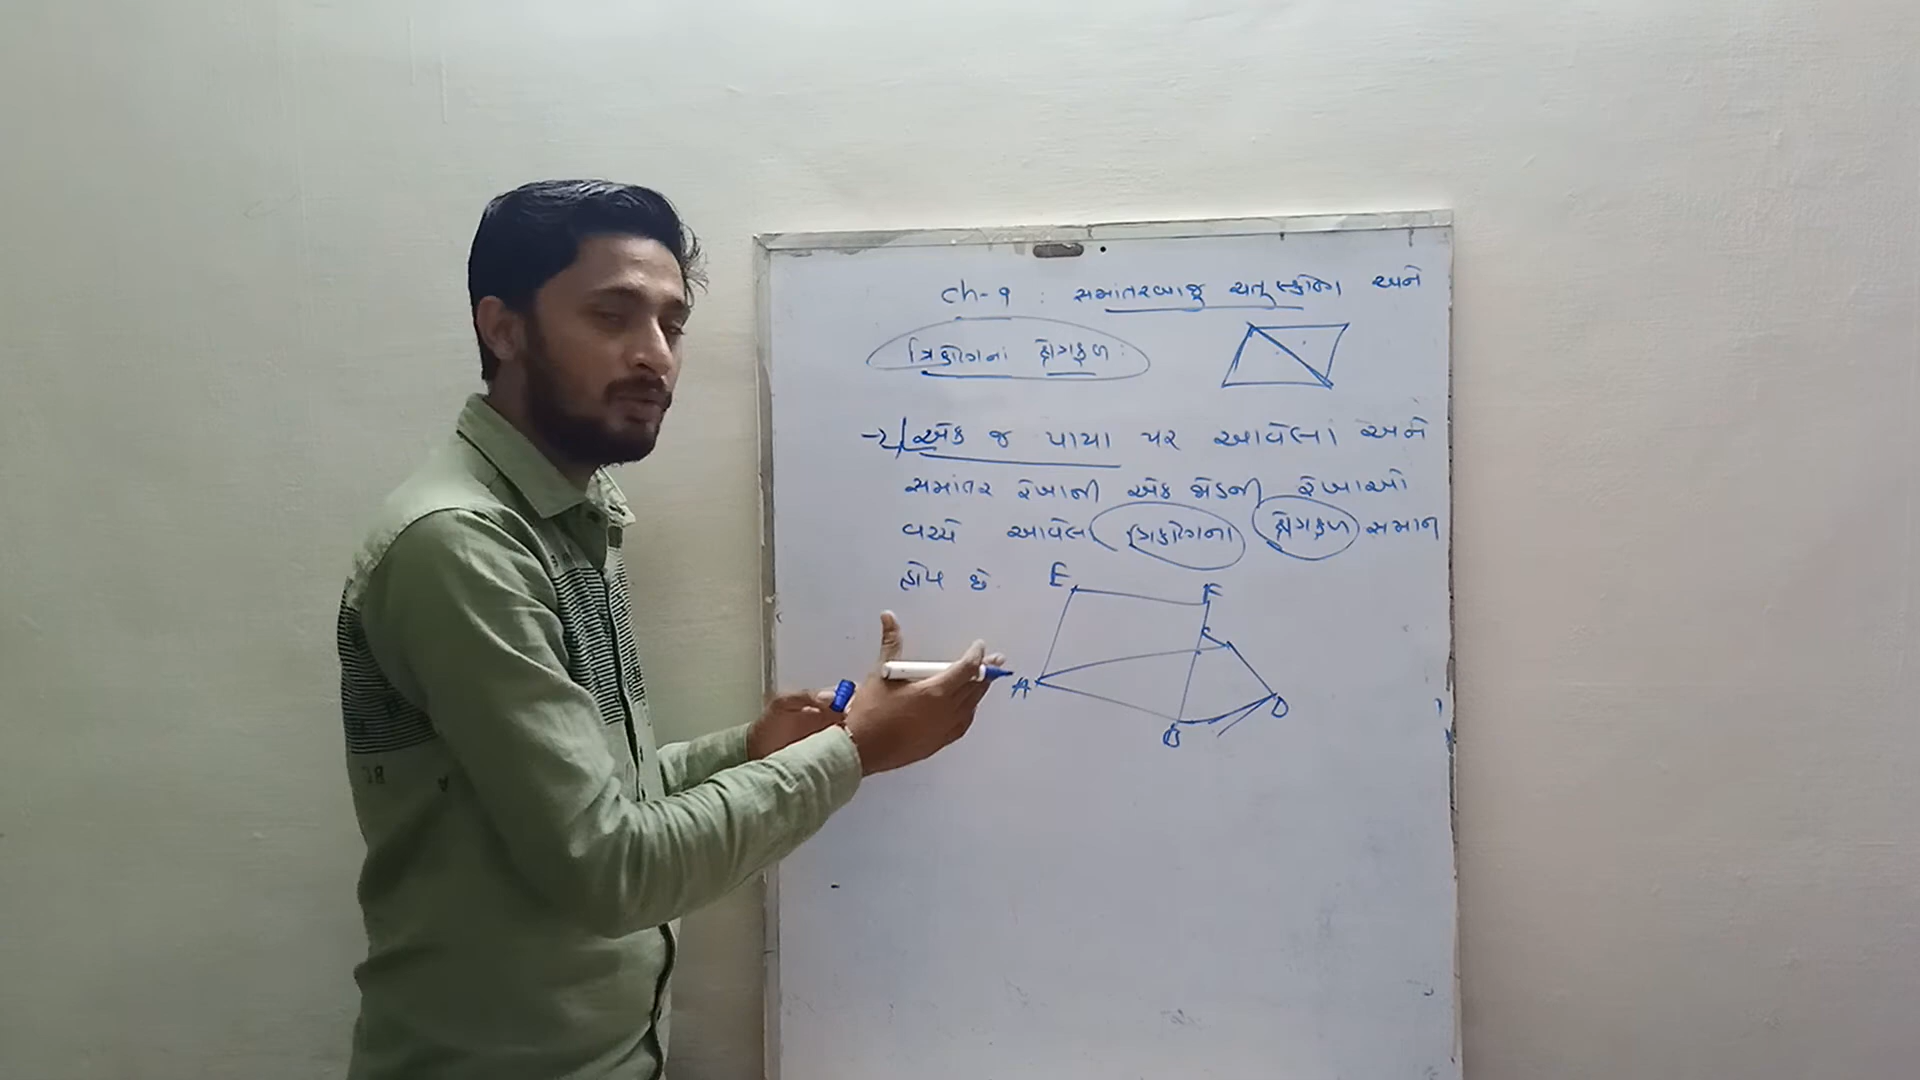 ch-9 : સમાંતરબાજુ ચતુષ્કોણ અને
ત્રિકોણનાં ક્ષેત્રફળ :
→ એક જ પાયા પર આવેલાં અને
સમાંતર રેખાની એક જોડની રેખાઓ
વચ્ચે આવેલા ત્રિકોણના ક્ષેત્રફળ સમાન
હોય છે.
E F
C
A D
B